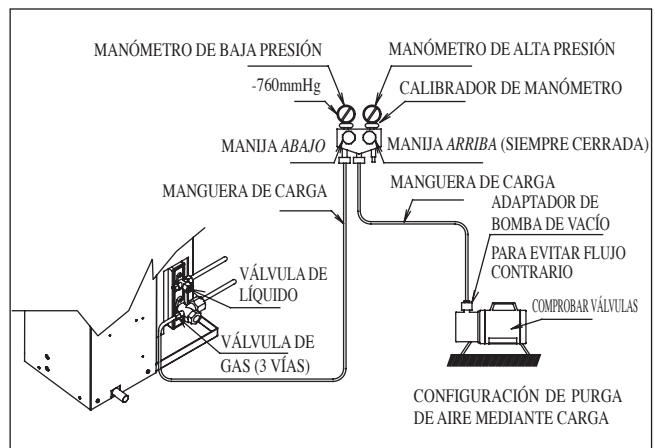 MANÓMETRO DE BAJA PRESIÓN
MANÓMETRO DE ALTA PRESIÓN
-760mmHg
CALIBRADOR DE MANÓMETRO
MANIJA ABAJO
MANIJA ARRIBA (SIEMPRE CERRADA)
MANGUERA DE CARGA
MANGUERA DE CARGA
ADAPTADOR DE
BOMBA DE VACÍO
PARA EVITAR FLUJO
CONTRARIO
VÁLVULA DE
LÍQUIDO
COMPROBAR VÁLVULAS
VÁLVULA DE
GAS (3 VÍAS)
CONFIGURACIÓN DE PURGA
DE AIRE MEDIANTE CARGA